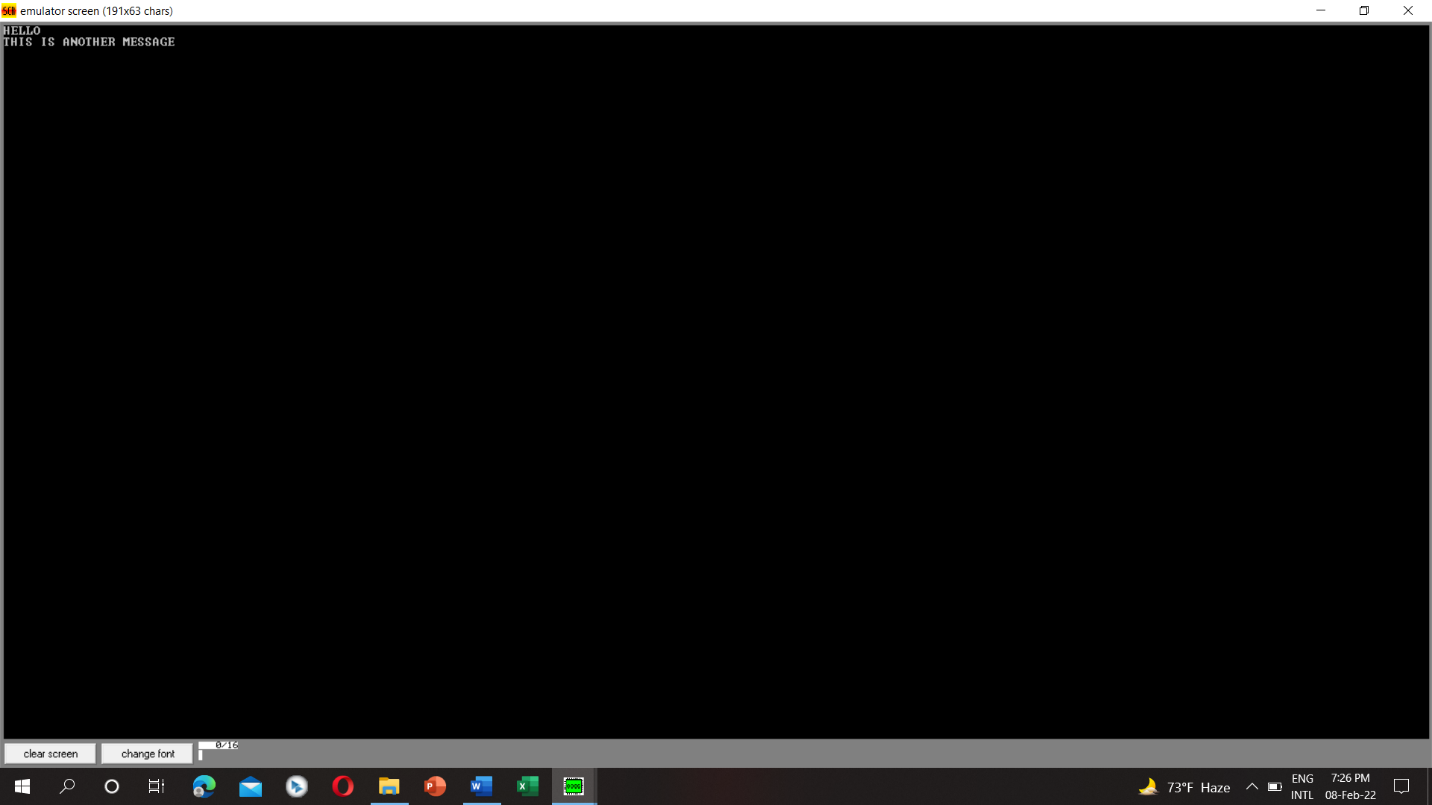 emulator screen (191x63 chars)
HELLO
THIS IS ANOTHER MESSAGE
clear screen
change font
0/16
73°F Haze
ENG
INTL
7:26 PM
08-Feb-22